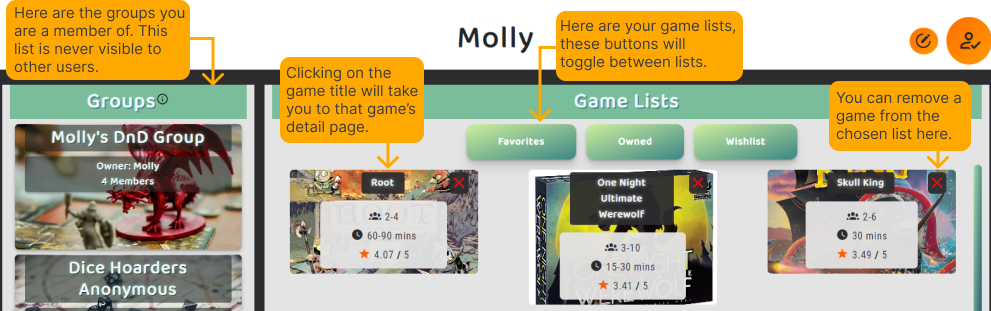 Here are the groups you
are a member of. This
list is never visible to
other users.
Molly
Here are your game lists,
these buttons will
toggle between lists.
Clicking on the
game title will take
you to that game's
detail page.
You can remove a
game from the
chosen list here.
Groups
Molly's DnD Group
Owner: Molly
4 Members
Dice Hoarders
Anonymous
Game Lists
Favorites
Owned
Wishlist
Root
2-4
60-90 mins
4.07 / 5
One Night
Ultimate
Werewolf
3-10
15-30 mins
3.41 / 5
Skull King
2-6
30 mins
3.49 / 5